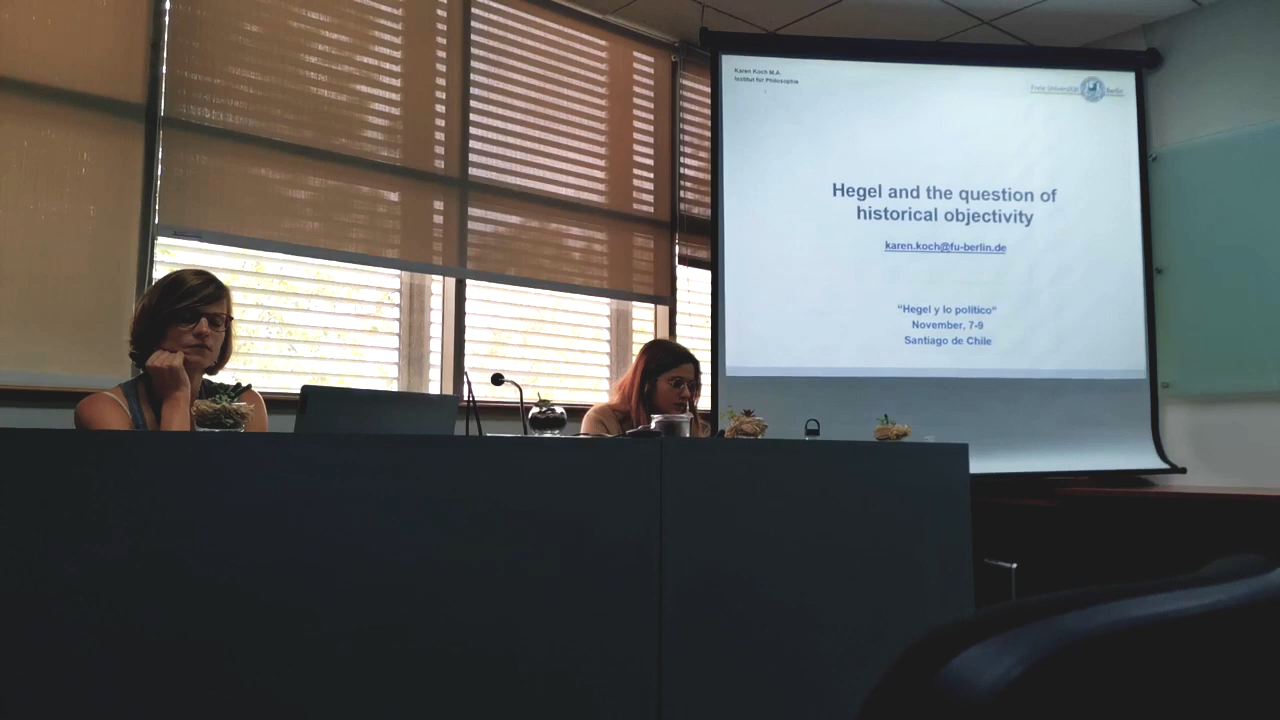 Karen Koch M.A.
Institut für Philosophie
Freie Universität Berlin
Hegel and the question of
historical objectivity
karen.koch@fu-berlin.de
"Hegel y lo político"
November, 7-9
Santiago de Chile